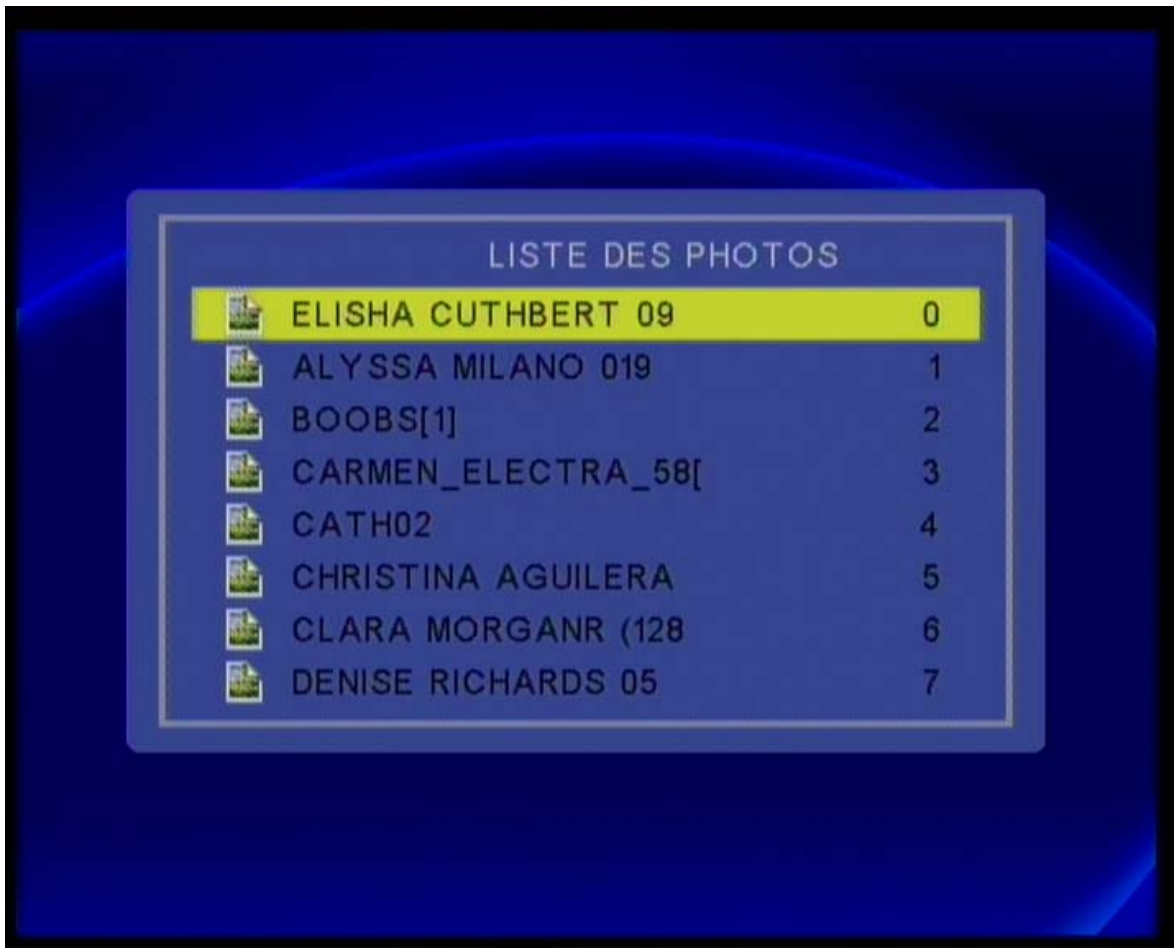 LISTE DES PHOTOS
ELISHA CUTHBERT 09 0
ALYSSA MILANO 019 1
BOOBS[1] 2
CARMEN_ELECTRA_58[ 3
CATH02 4
CHRISTINA AGUILERA 5
CLARA MORGANR (128 6
DENISE RICHARDS 05 7